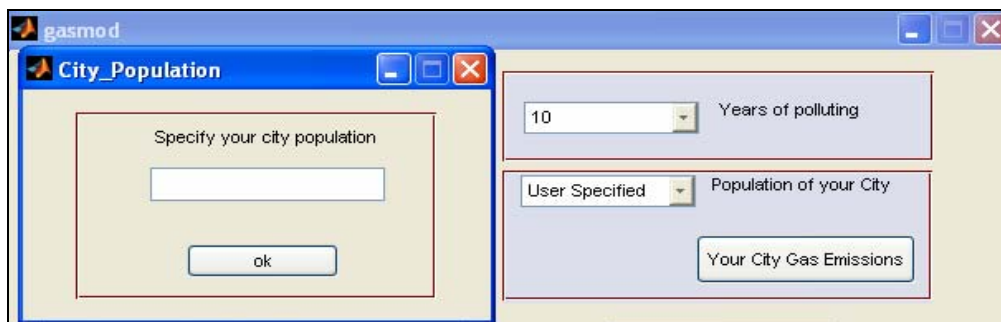 gasmod
City_Population
Specify your city population
ok
10
Years of polluting
User Specified
Population of your City
Your City Gas Emissions